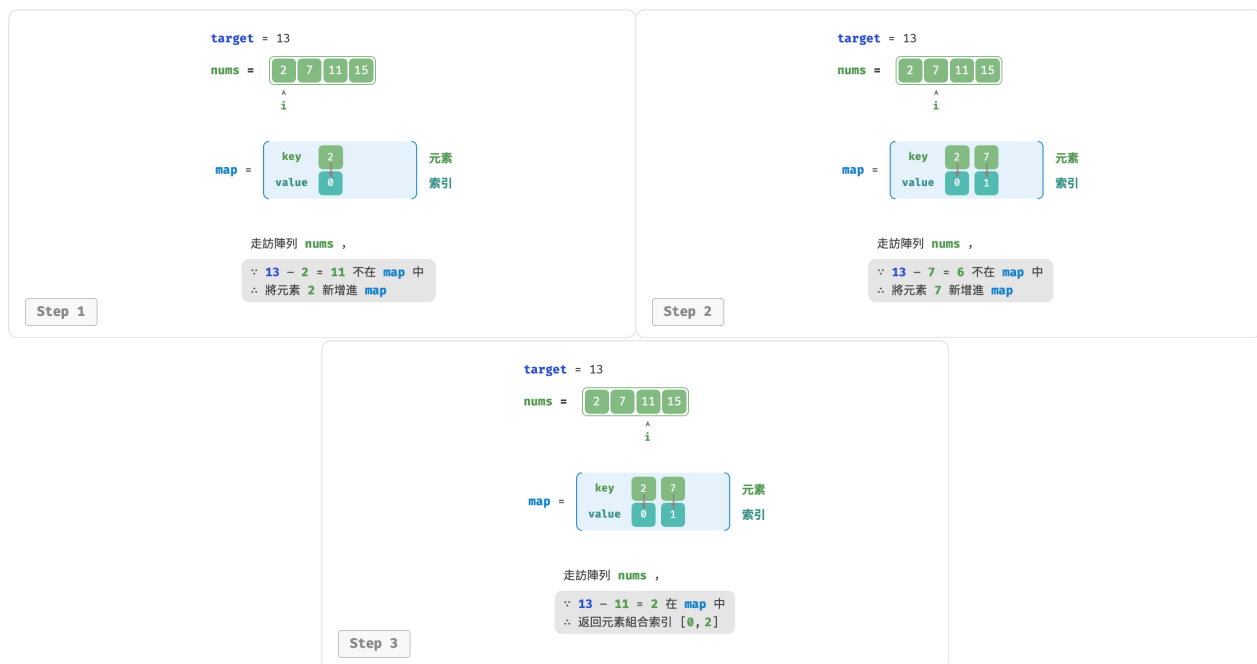 target = 13
nums = 2 7 11 15
i
key 2 元素
map =
value 0 索引
走訪陣列 nums ,
∵ 13 − 2 = 11 不在 map 中
∴ 將元素 2 新增進 map
Step 1
target = 13
nums = 2 7 11 15
i
key 2 7 元素
map =
value 0 1 索引
走訪陣列 nums ,
∵ 13 − 7 = 6 不在 map 中
∴ 將元素 7 新增進 map
Step 2
target = 13
nums = 2 7 11 15
i
key 2 7 元素
map =
value 0 1 索引
走訪陣列 nums ,
∵ 13 − 11 = 2 在 map 中
∴ 返回元素組合索引 [0, 2]
Step 3